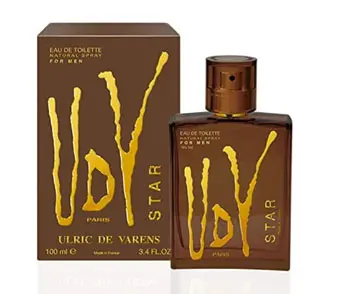 EAU DE TOILETTE
NATURAL SPRAY
FOR MEN
UDV
STAR
PARIS
ULRIC DE VARENS
100 ml ℮
Made in France
3.4 FL.OZ
EAU DE TOILETTE
NATURAL SPRAY
FOR MEN
UDV
STAR
PARIS